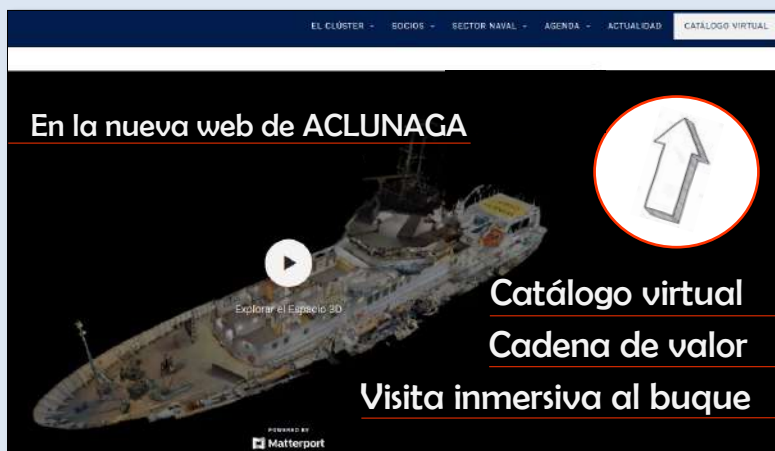 EL CLÚSTER SOCIOS SECTOR NAVAL AGENDA ACTUALIDAD CATÁLOGO VIRTUAL
En la nueva web de ACLUNAGA
Explorar el Espacio 3D
Catálogo virtual
Cadena de valor
Visita inmersiva al buque
POWERED BY
Matterport